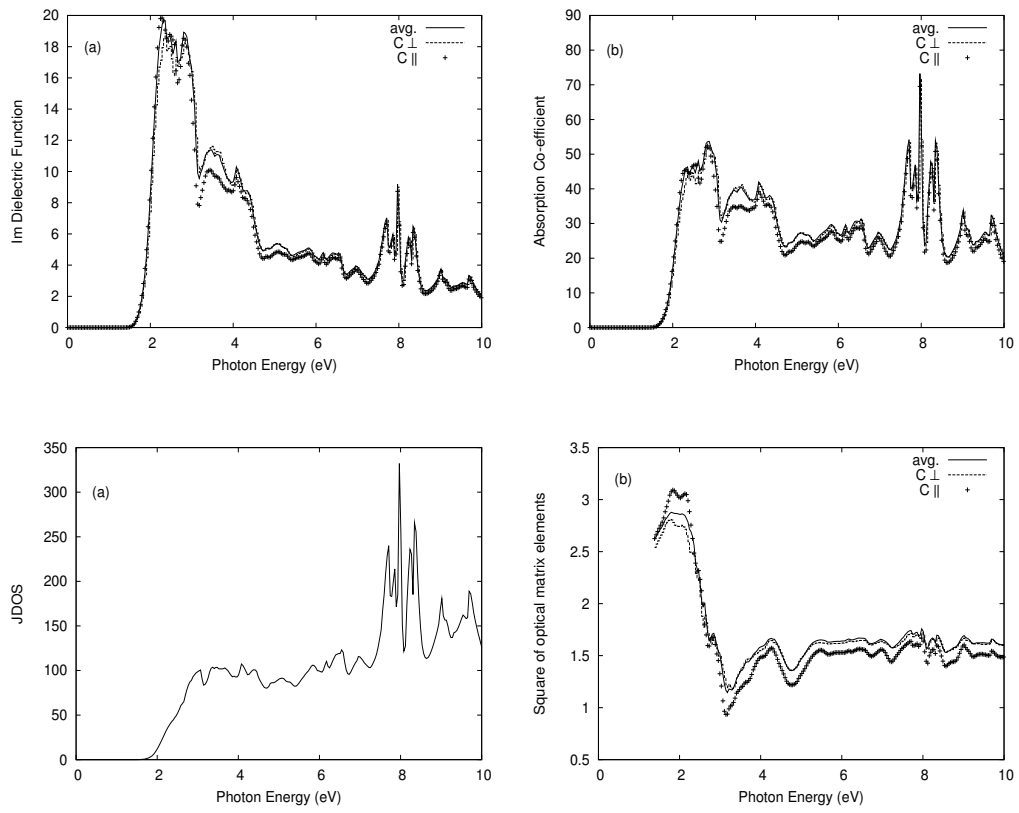 20
18
16
14
12
10
8
6
4
2
0
0 2 4 6 8 10
Im Dielectric Function
Photon Energy (eV)
(a)
avg.
C ⊥
C ∥
90
80
70
60
50
40
30
20
10
0
0 2 4 6 8 10
Absorption Co-efficient
Photon Energy (eV)
(b)
avg.
C ⊥
C ∥
350
300
250
200
150
100
50
0
0 2 4 6 8 10
JDOS
Photon Energy (eV)
(a)
3.5
3
2.5
2
1.5
1
0.5
0 2 4 6 8 10
Square of optical matrix elements
Photon Energy (eV)
(b)
avg.
C ⊥
C ∥